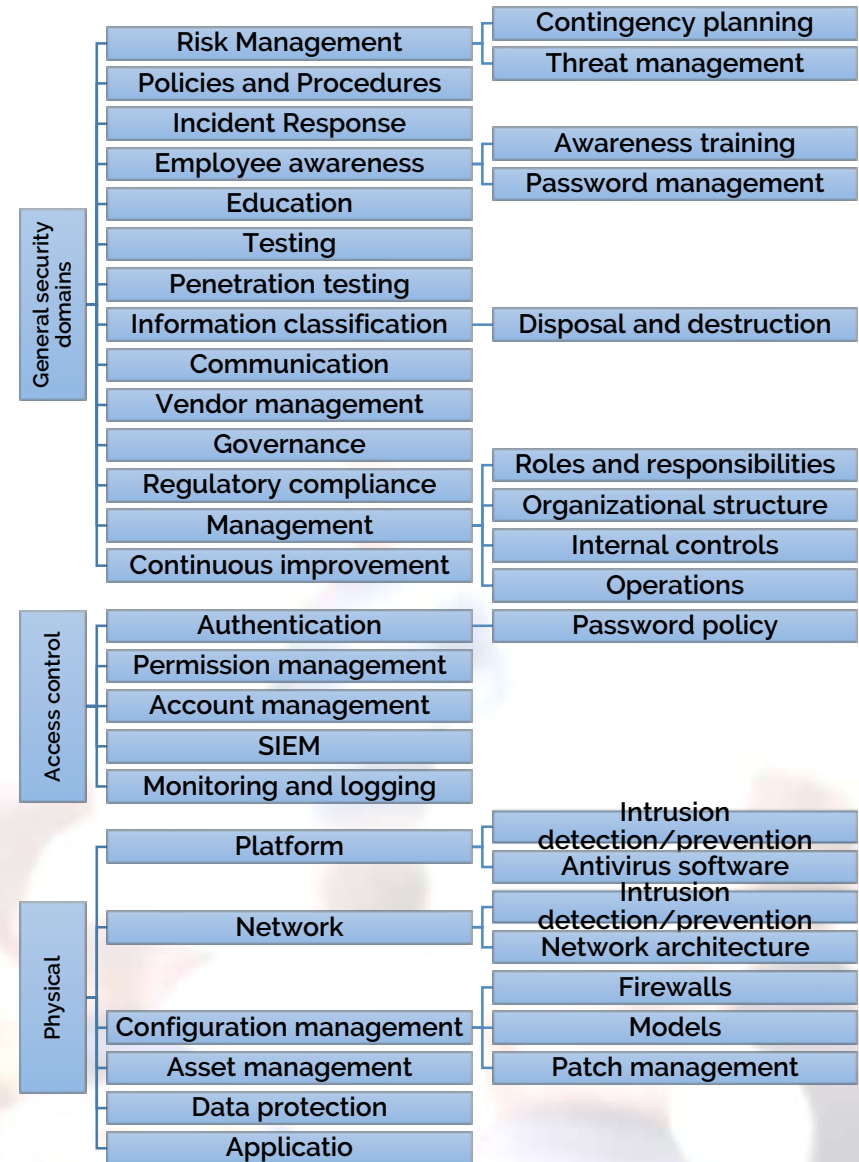 General security
domains
Risk Management
Contingency planning
Threat management
Policies and Procedures
Incident Response
Employee awareness
Awareness training
Password management
Education
Testing
Penetration testing
Information classification
Disposal and destruction
Communication
Vendor management
Governance
Regulatory compliance
Management
Roles and responsibilities
Organizational structure
Internal controls
Operations
Continuous improvement
Access control
Authentication
Password policy
Permission management
Account management
SIEM
Monitoring and logging
Physical
Platform
Intrusion
detection/prevention
Antivirus software
Network
Intrusion
detection/prevention
Network architecture
Configuration management
Firewalls
Models
Patch management
Asset management
Data protection
Applicatio